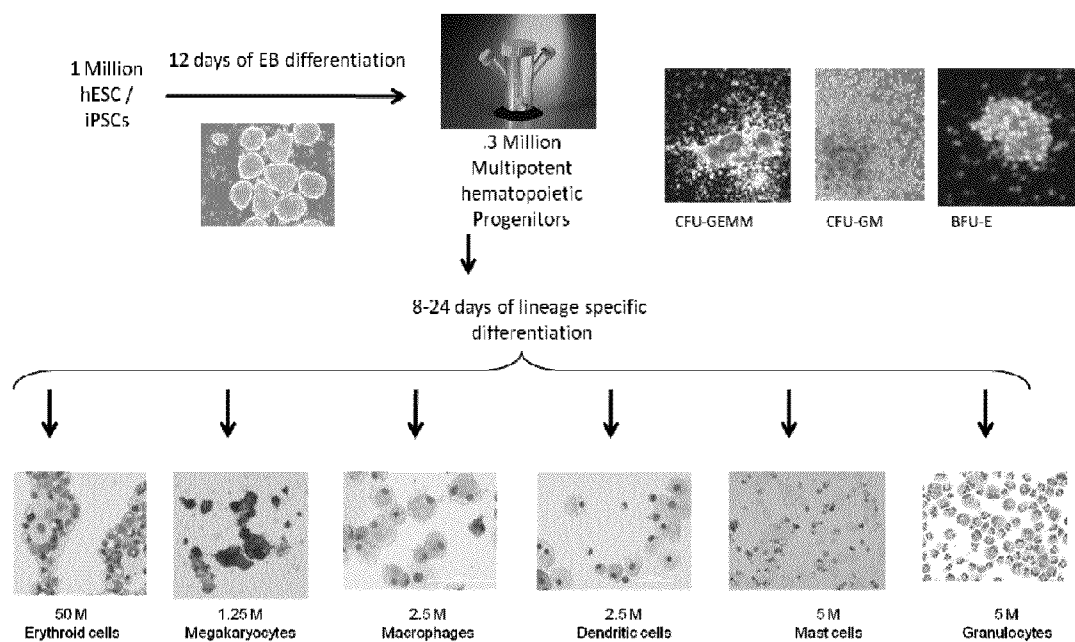 1 Million
hESC /
iPSCs
12 days of EB differentiation
.3 Million
Multipotent
hematopoietic
Progenitors
CFU-GEMM
CFU-GM
BFU-E
8-24 days of lineage specific
differentiation
50 M
Erythroid cells
1.25 M
Megakaryocytes
2.5 M
Macrophages
2.5 M
Dendritic cells
5 M
Mast cells
5 M
Granulocytes